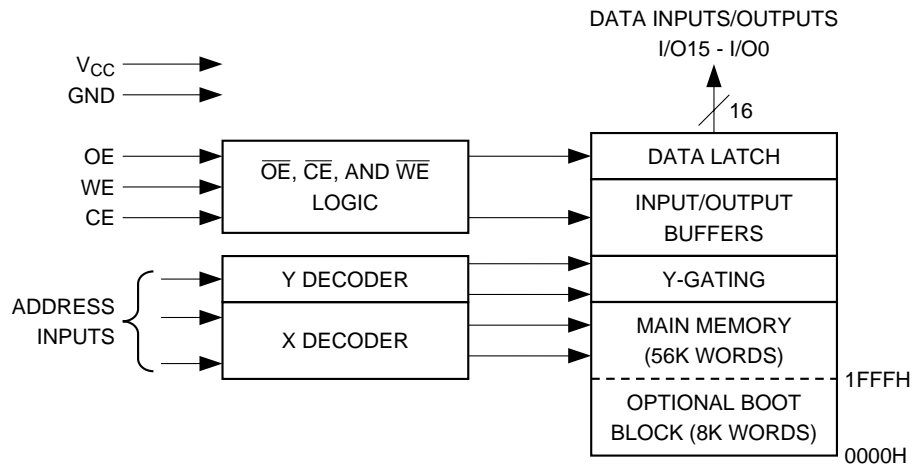 DATA INPUTS/OUTPUTS
I/O15 - I/O0
16
VCC
GND
OE
WE
CE
OE, CE, AND WE
LOGIC
DATA LATCH
INPUT/OUTPUT
BUFFERS
ADDRESS
INPUTS
Y DECODER
X DECODER
Y-GATING
MAIN MEMORY
(56K WORDS)
1FFFH
OPTIONAL BOOT
BLOCK (8K WORDS)
0000H